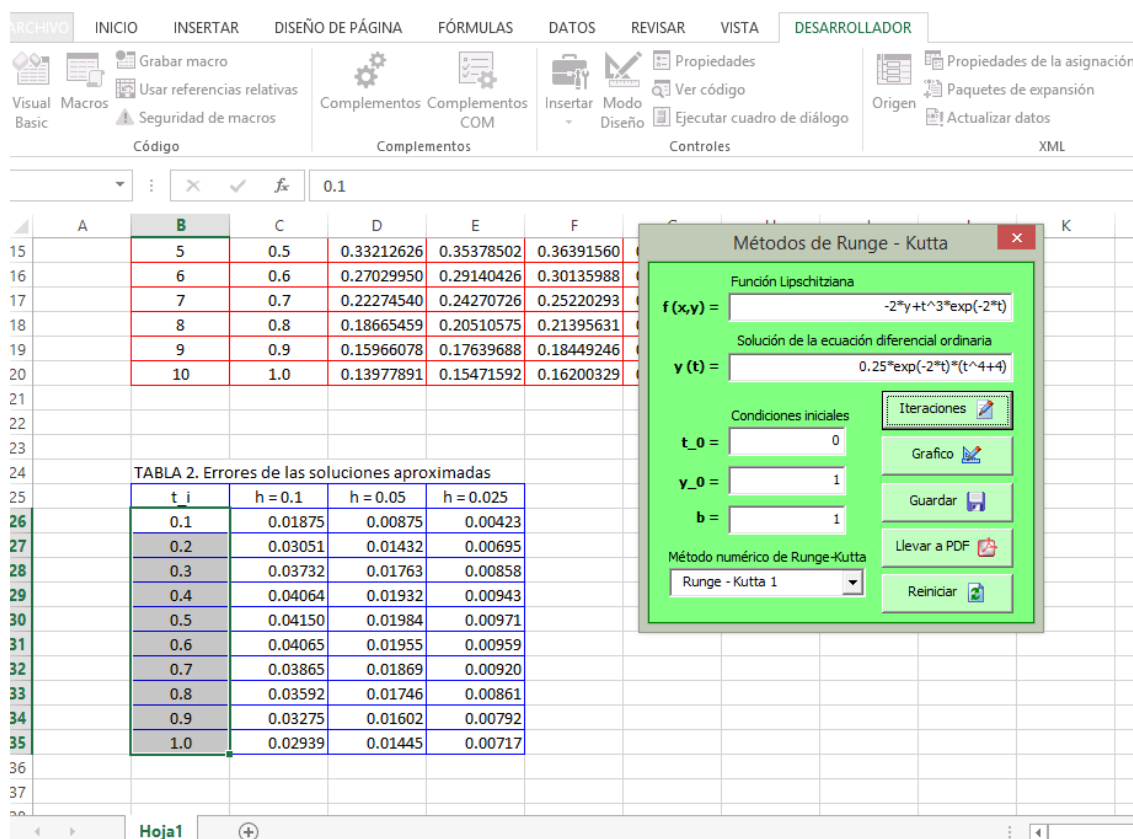 ARCHIVO INICIO INSERTAR DISEÑO DE PÁGINA FÓRMULAS DATOS REVISAR VISTA DESARROLLADOR
Visual Basic
Macros
Grabar macro
Usar referencias relativas
Seguridad de macros
Código
Complementos
Complementos COM
Complementos
Insertar
Modo Diseño
Propiedades
Ver código
Ejecutar cuadro de diálogo
Controles
Origen
Propiedades de la asignación
Paquetes de expansión
Actualizar datos
XML
fx 0.1
A B C D E F K
15 5 0.5 0.33212626 0.35378502 0.36391560
16 6 0.6 0.27029950 0.29140426 0.30135988
17 7 0.7 0.22274540 0.24270726 0.25220293
18 8 0.8 0.18665459 0.20510575 0.21395631
19 9 0.9 0.15966078 0.17639688 0.18449246
20 10 1.0 0.13977891 0.15471592 0.16200329
21
22
23
24 TABLA 2. Errores de las soluciones aproximadas
25 t_i h = 0.1 h = 0.05 h = 0.025
26 0.1 0.01875 0.00875 0.00423
27 0.2 0.03051 0.01432 0.00695
28 0.3 0.03732 0.01763 0.00858
29 0.4 0.04064 0.01932 0.00943
30 0.5 0.04150 0.01984 0.00971
31 0.6 0.04065 0.01955 0.00959
32 0.7 0.03865 0.01869 0.00920
33 0.8 0.03592 0.01746 0.00861
34 0.9 0.03275 0.01602 0.00792
35 1.0 0.02939 0.01445 0.00717
36
37
Métodos de Runge - Kutta
Función Lipschitziana
f (x,y) = -2*y+t^3*exp(-2*t)
Solución de la ecuación diferencial ordinaria
y (t) = 0.25*exp(-2*t)*(t^4+4)
Condiciones iniciales
t_0 = 0
y_0 = 1
b = 1
Método numérico de Runge-Kutta
Runge - Kutta 1
Iteraciones
Grafico
Guardar
Llevar a PDF
Reiniciar
Hoja1